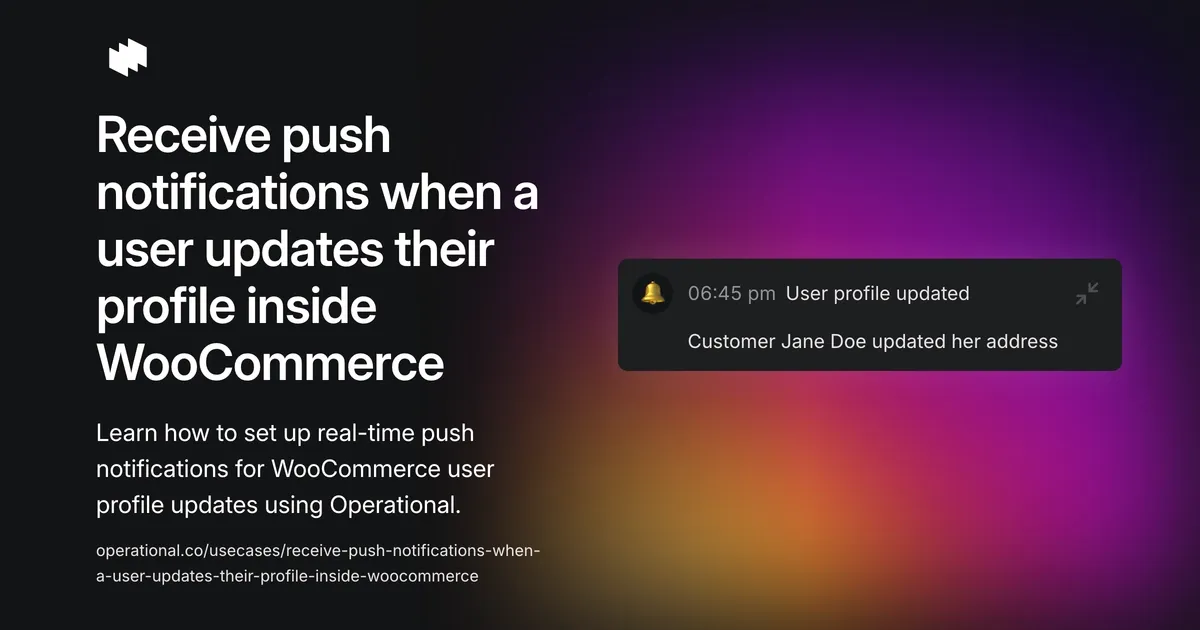 Receive push
notifications when a
user updates their
profile inside
WooCommerce
Learn how to set up real-time push
notifications for WooCommerce user
profile updates using Operational.
operational.co/usecases/receive-push-notifications-when-
a-user-updates-their-profile-inside-woocommerce
06:45 pm User profile updated
Customer Jane Doe updated her address